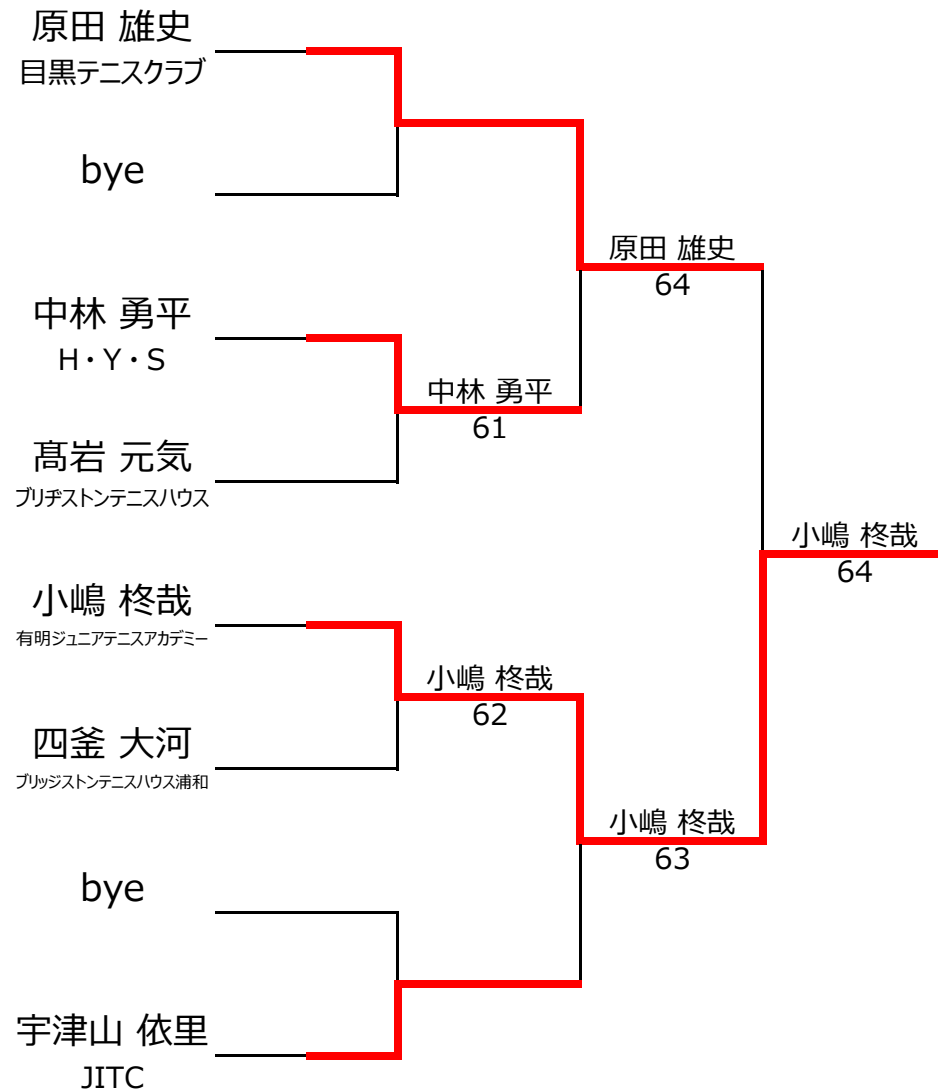 原田 雄史
目黒テニスクラブ
bye
原田 雄史
64
中林 勇平
H・Y・S
中林 勇平
61
髙岩 元気
ブリヂストンテニスハウス
小嶋 柊哉
64
小嶋 柊哉
有明ジュニアテニスアカデミー
小嶋 柊哉
62
四釜 大河
ブリッジストンテニスハウス浦和
小嶋 柊哉
63
bye
宇津山 依里
JITC